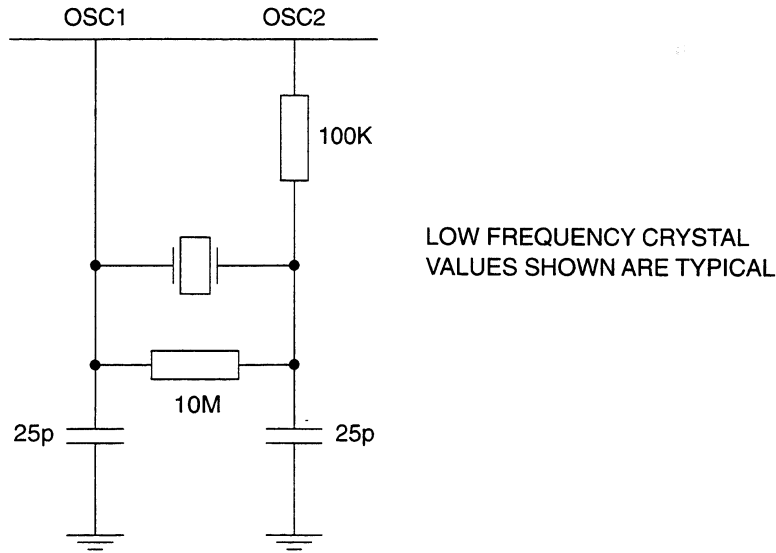 OSC1 OSC2
100K
LOW FREQUENCY CRYSTAL
VALUES SHOWN ARE TYPICAL
10M
25p 25p